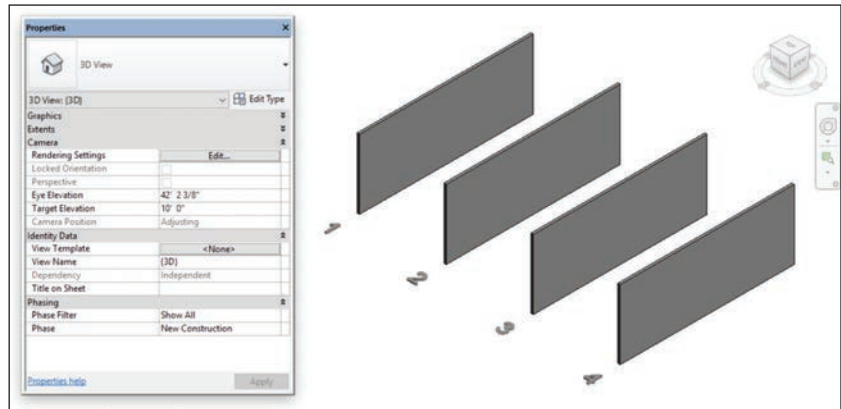 Properties
3D View
3D View: {3D}
Edit Type
Graphics
Extents
Camera
Rendering Settings Edit...
Locked Orientation
Perspective
Eye Elevation 42' 2 3/8"
Target Elevation 10' 0"
Camera Position Adjusting
Identity Data
View Template <None>
View Name {3D}
Dependency Independent
Title on Sheet
Phasing
Phase Filter Show All
Phase New Construction
Properties help
Apply
1
2
3
4